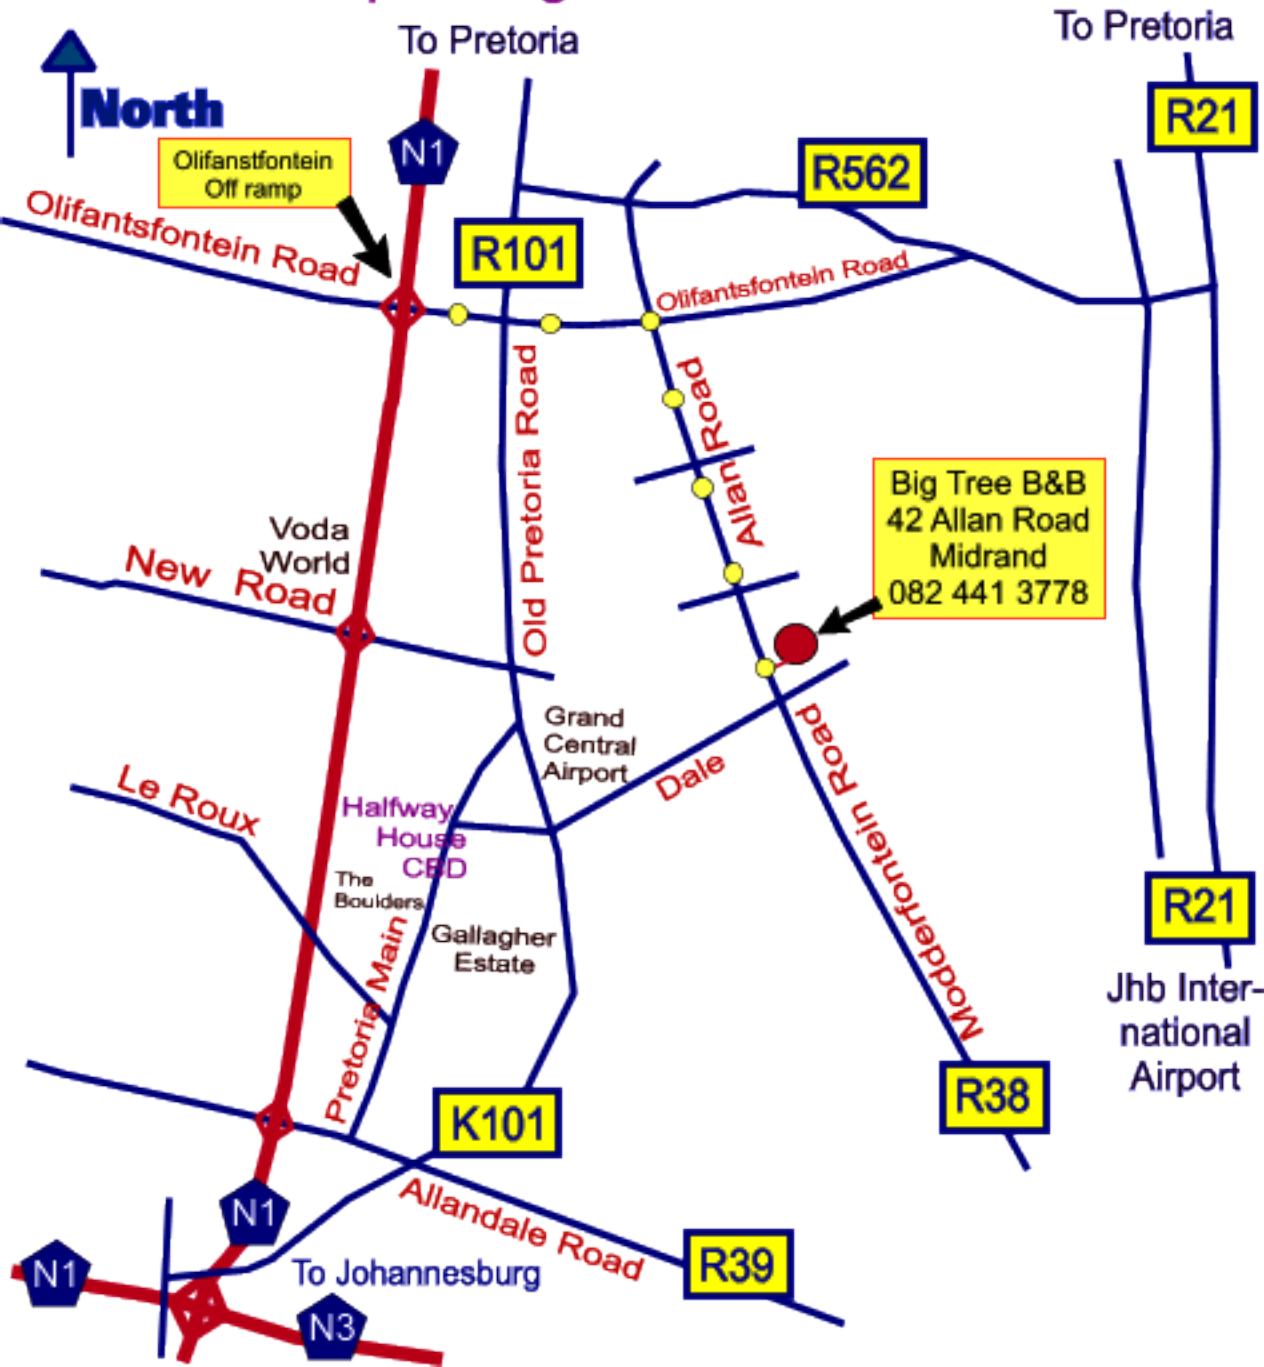 To Pretoria
To Pretoria
North
N1
R21
Olifanstfontein
Off ramp
R562
Olifantsfontein Road
R101
Olifantsfontein Road
Old Pretoria Road
Allan Road
Big Tree B&B
42 Allan Road
Midrand
082 441 3778
Voda
World
New Road
Grand
Central
Airport
Dale
Modderfontein Road
Le Roux
Halfway
House
CBD
The
Boulders
Gallagher
Estate
Pretoria Main
R21
Jhb Inter-
national
Airport
K101
R38
Allandale Road
N1
R39
N1
To Johannesburg
N3